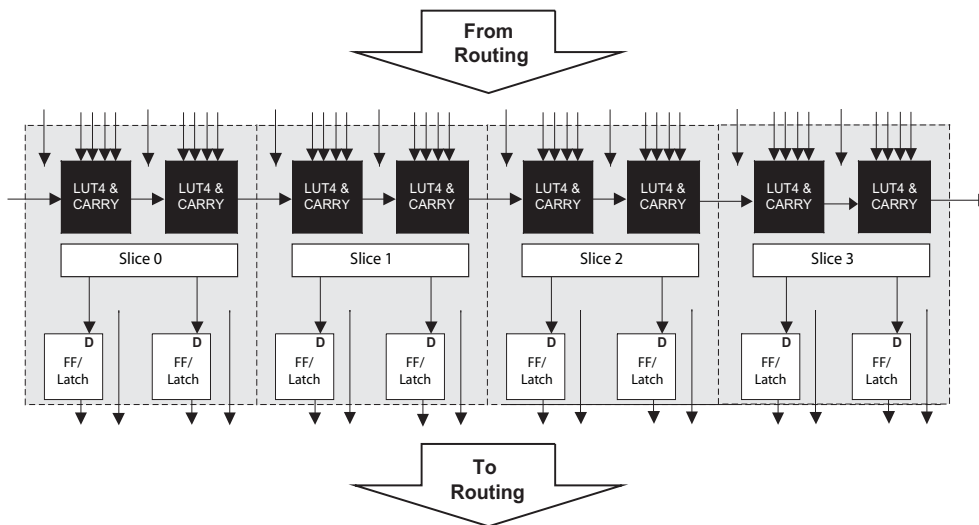 From
Routing
LUT4 &
CARRY
LUT4 &
CARRY
LUT4 &
CARRY
LUT4 &
CARRY
LUT4 &
CARRY
LUT4 &
CARRY
LUT4 &
CARRY
LUT4 &
CARRY
Slice 0
Slice 1
Slice 2
Slice 3
D
FF/
Latch
D
FF/
Latch
D
FF/
Latch
D
FF/
Latch
D
FF/
Latch
D
FF/
Latch
D
FF/
Latch
D
FF/
Latch
To
Routing